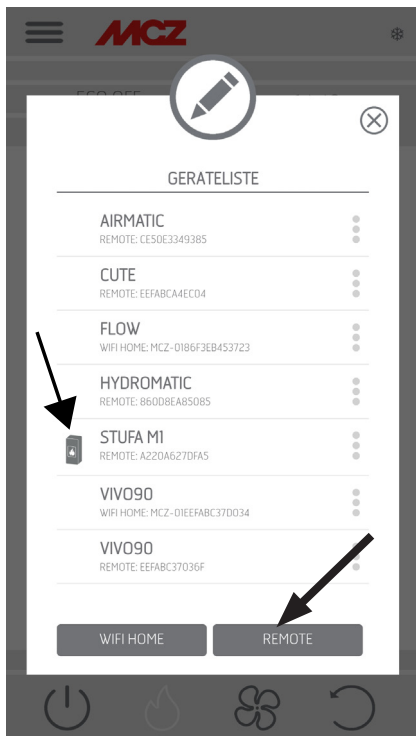 MCZ
ECO OFF
GERATELISTE
AIRMATIC
REMOTE: CE50E3349385
CUTE
REMOTE: EEFABCA4EC04
FLOW
WIFI HOME: MCZ-0186F3EB453723
HYDROMATIC
REMOTE: 860D8EA85085
STUFA M1
REMOTE: A220A627DFA5
VIVO90
WIFI HOME: MCZ-01EEFABC37D034
VIVO90
REMOTE: EEFABC37036F
WIFI HOME
REMOTE